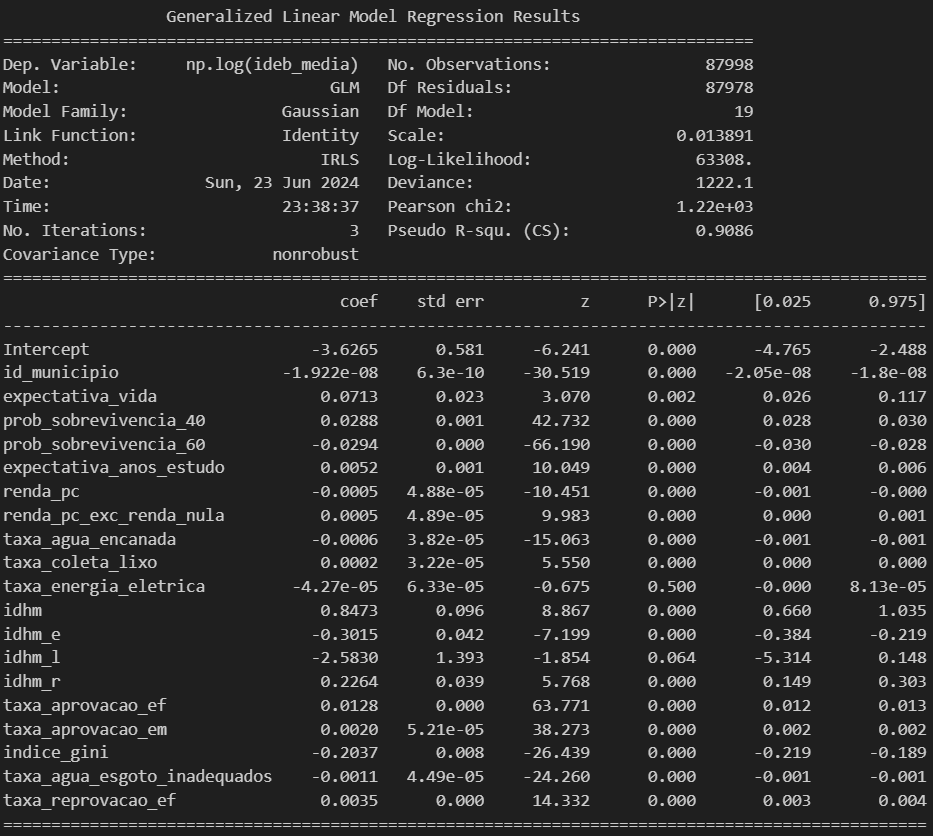 Generalized Linear Model Regression Results
==============================================================================
Dep. Variable:     np.log(ideb_media)   No. Observations:                87998
Model:                            GLM   Df Residuals:                    87978
Model Family:                Gaussian   Df Model:                           19
Link Function:               Identity   Scale:                        0.013891
Method:                          IRLS   Log-Likelihood:                 63308.
Date:                Sun, 23 Jun 2024   Deviance:                       1222.1
Time:                        23:38:37   Pearson chi2:                 1.22e+03
No. Iterations:                     3   Pseudo R-squ. (CS):             0.9086
Covariance Type:            nonrobust
================================================================================================
                                   coef    std err          z      P>|z|      [0.025      0.975]
------------------------------------------------------------------------------------------------
Intercept                       -3.6265      0.581     -6.241      0.000      -4.765      -2.488
id_municipio                 -1.922e-08    6.3e-10    -30.519      0.000   -2.05e-08    -1.8e-08
expectativa_vida                 0.0713      0.023      3.070      0.002       0.026       0.117
prob_sobrevivencia_40            0.0288      0.001     42.732      0.000       0.028       0.030
prob_sobrevivencia_60           -0.0294      0.000    -66.190      0.000      -0.030      -0.028
expectativa_anos_estudo          0.0052      0.001     10.049      0.000       0.004       0.006
renda_pc                        -0.0005   4.88e-05    -10.451      0.000      -0.001      -0.000
renda_pc_exc_renda_nula          0.0005   4.89e-05      9.983      0.000       0.000       0.001
taxa_agua_encanada              -0.0006   3.82e-05    -15.063      0.000      -0.001      -0.001
taxa_coleta_lixo                 0.0002   3.22e-05      5.550      0.000       0.000       0.000
taxa_energia_eletrica         -4.27e-05   6.33e-05     -0.675      0.500      -0.000    8.13e-05
idhm                             0.8473      0.096      8.867      0.000       0.660       1.035
idhm_e                          -0.3015      0.042     -7.199      0.000      -0.384      -0.219
idhm_l                          -2.5830      1.393     -1.854      0.064      -5.314       0.148
idhm_r                           0.2264      0.039      5.768      0.000       0.149       0.303
taxa_aprovacao_ef                0.0128      0.000     63.771      0.000       0.012       0.013
taxa_aprovacao_em                0.0020   5.21e-05     38.273      0.000       0.002       0.002
indice_gini                     -0.2037      0.008    -26.439      0.000      -0.219      -0.189
taxa_agua_esgoto_inadequados    -0.0011   4.49e-05    -24.260      0.000      -0.001      -0.001
taxa_reprovacao_ef               0.0035      0.000     14.332      0.000       0.003       0.004
================================================================================================